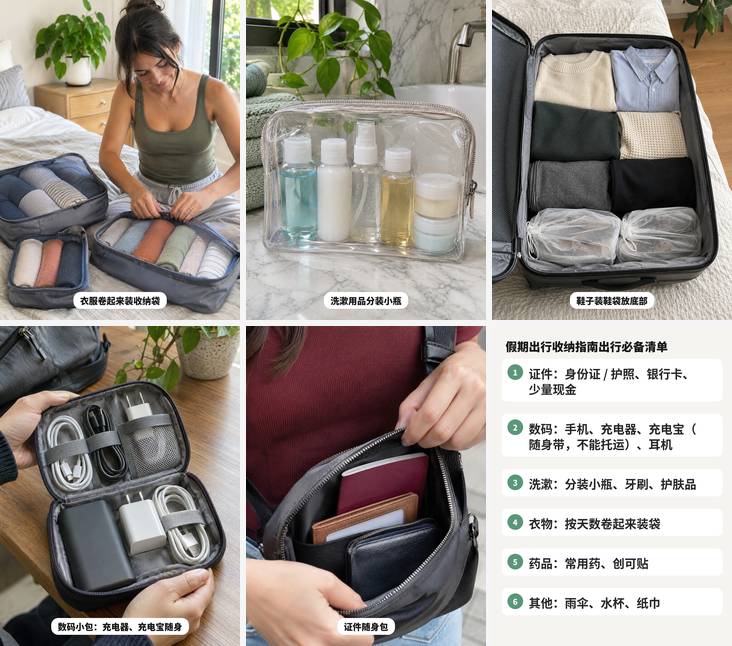 衣服卷起来装收纳袋
洗漱用品分装小瓶
鞋子装鞋袋放底部
数码小包：充电器、充电宝随身
证件随身包
假期出行收纳指南出行必备清单
1 证件：身份证 / 护照、银行卡、
少量现金
2 数码：手机、充电器、充电宝（
随身带，不能托运）、耳机
3 洗漱：分装小瓶、牙刷、护肤品
4 衣物：按天数卷起来装袋
5 药品：常用药、创可贴
6 其他：雨伞、水杯、纸巾